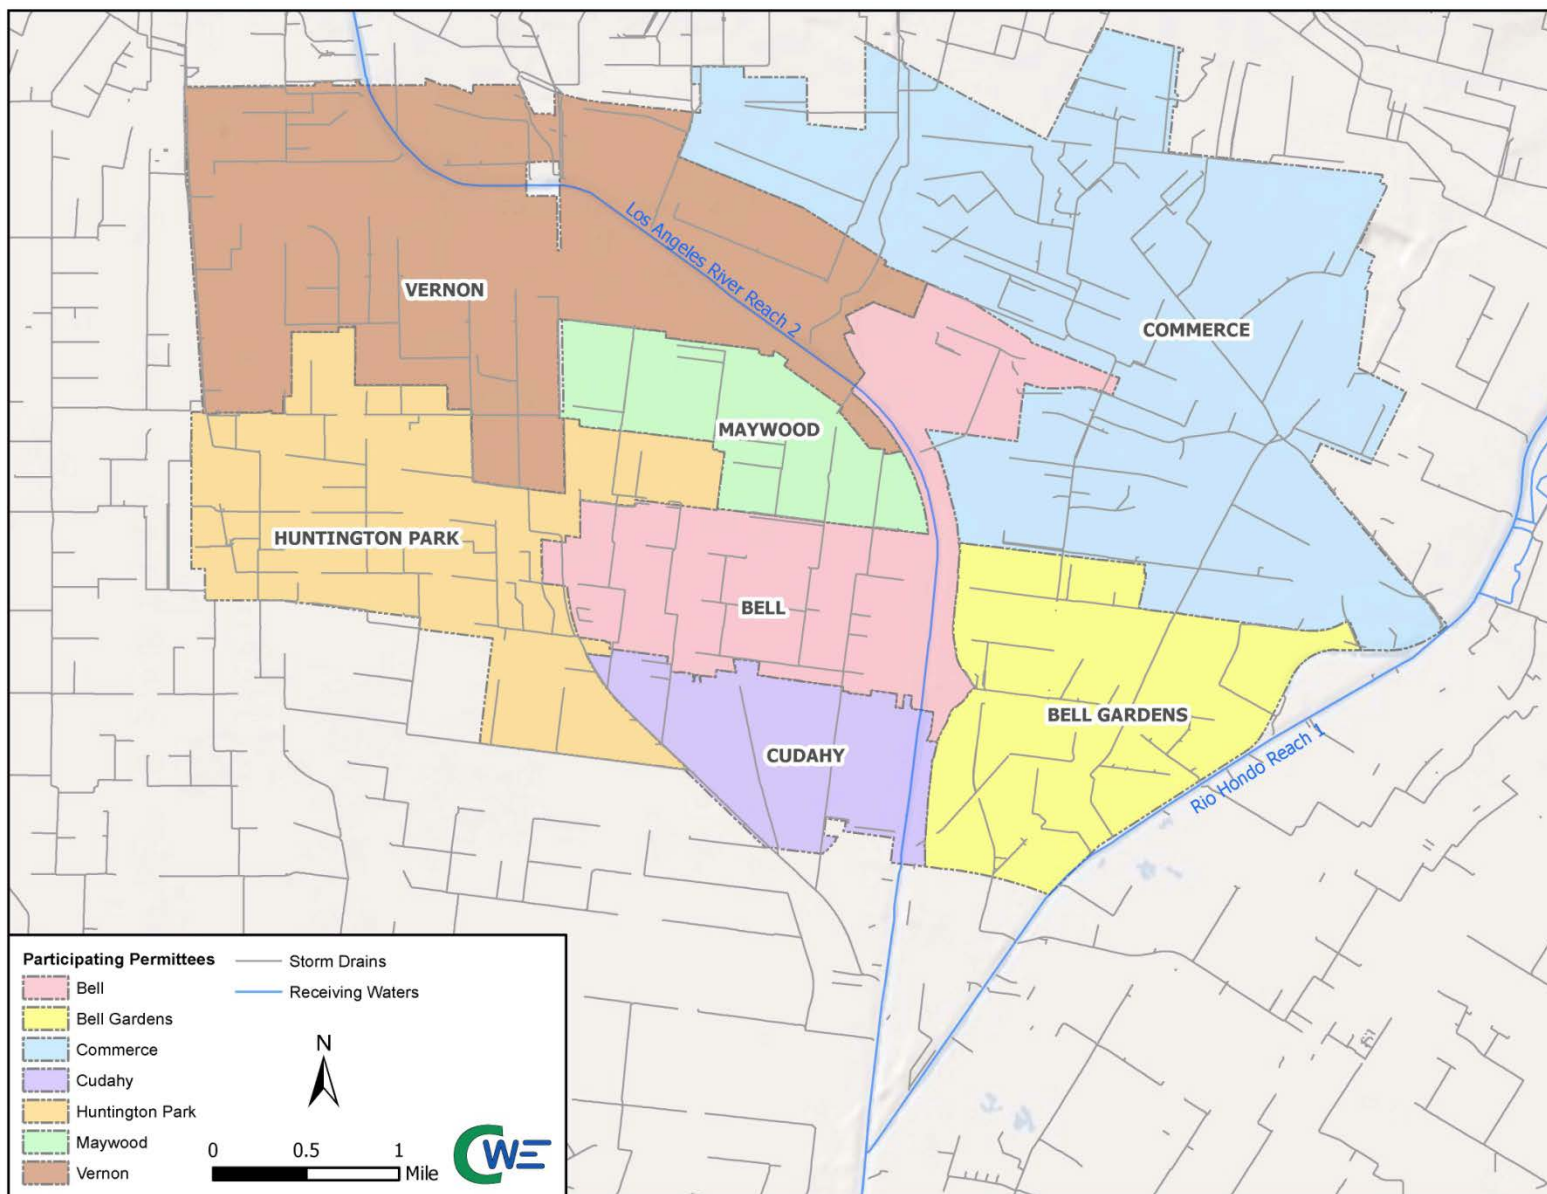 VERNON
Los Angeles River Reach 2
COMMERCE
MAYWOOD
HUNTINGTON PARK
BELL
BELL GARDENS
CUDAHY
Rio Hondo Reach 1
Participating Permittees
Bell
Bell Gardens
Commerce
Cudahy
Huntington Park
Maywood
Vernon
Storm Drains
Receiving Waters
N
0 0.5 1
Mile
CWE